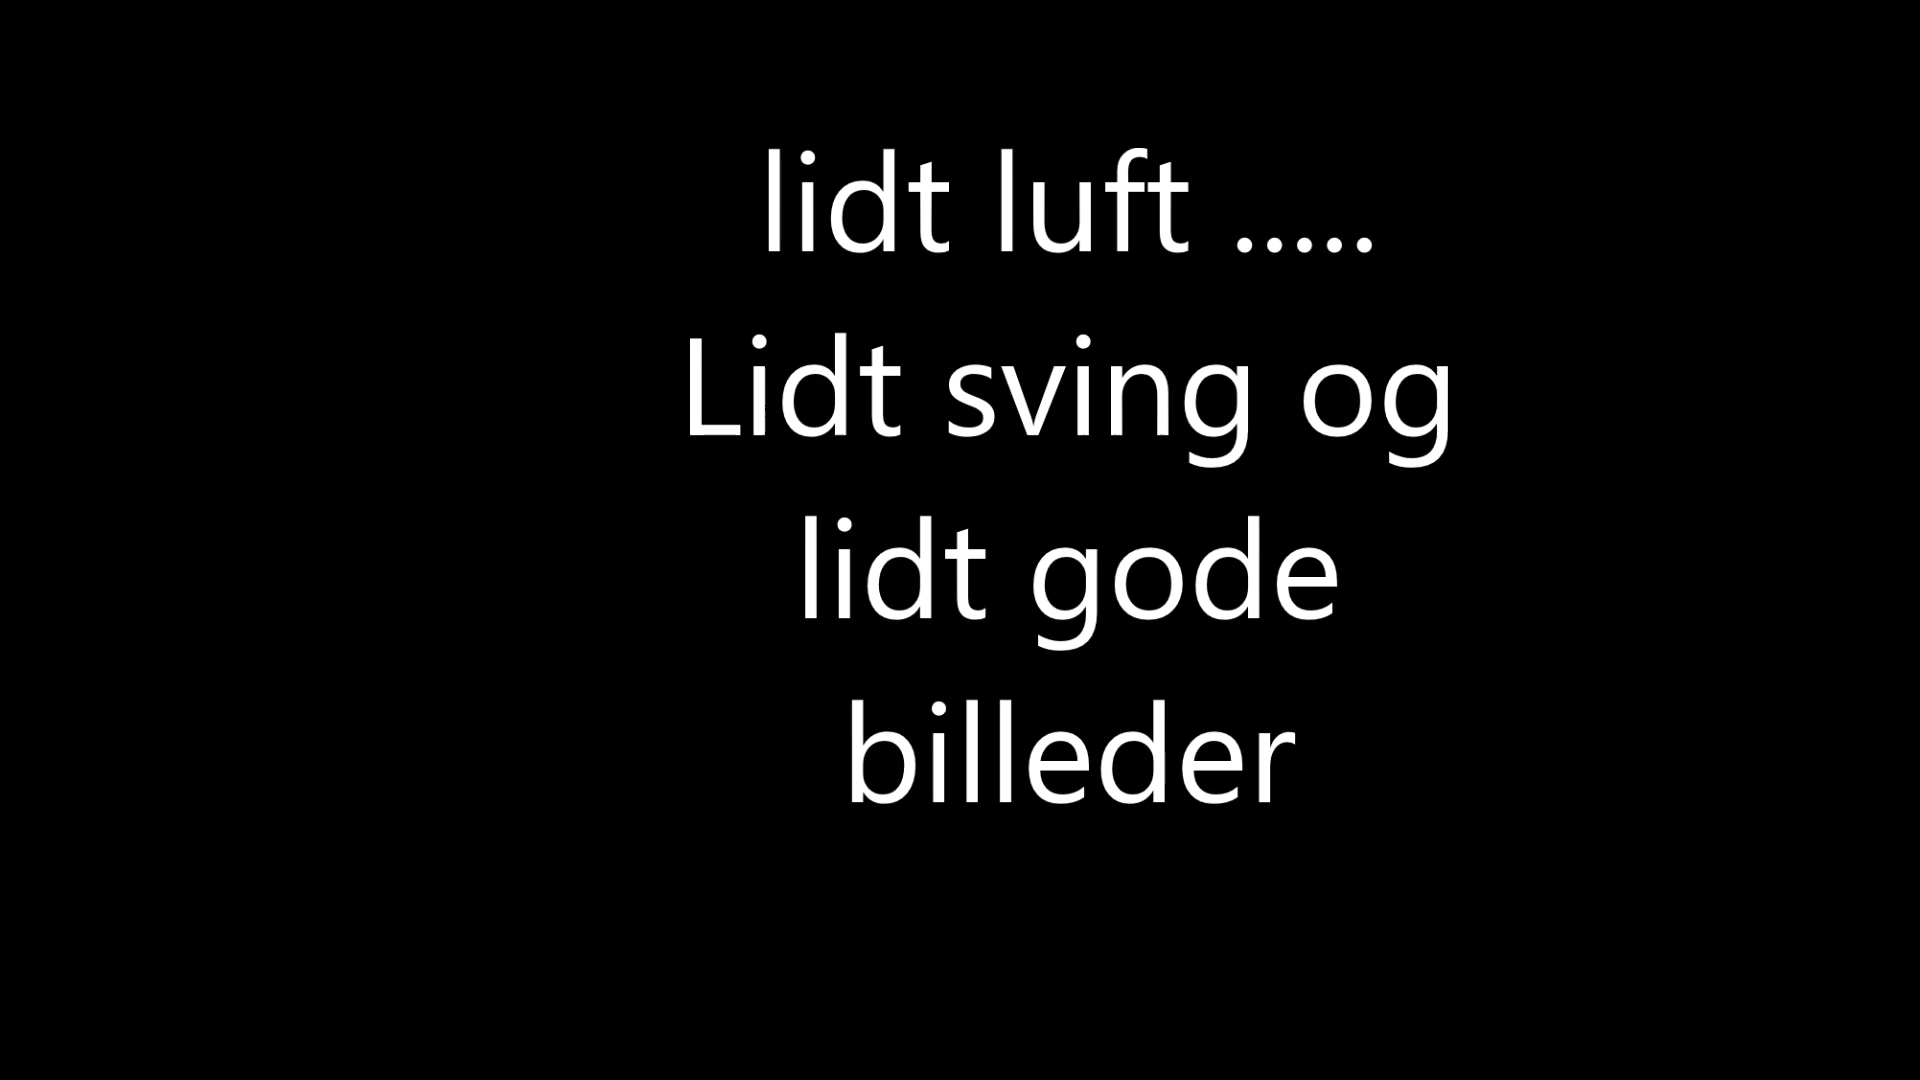 lidt luft .....
Lidt sving og
lidt gode
billeder